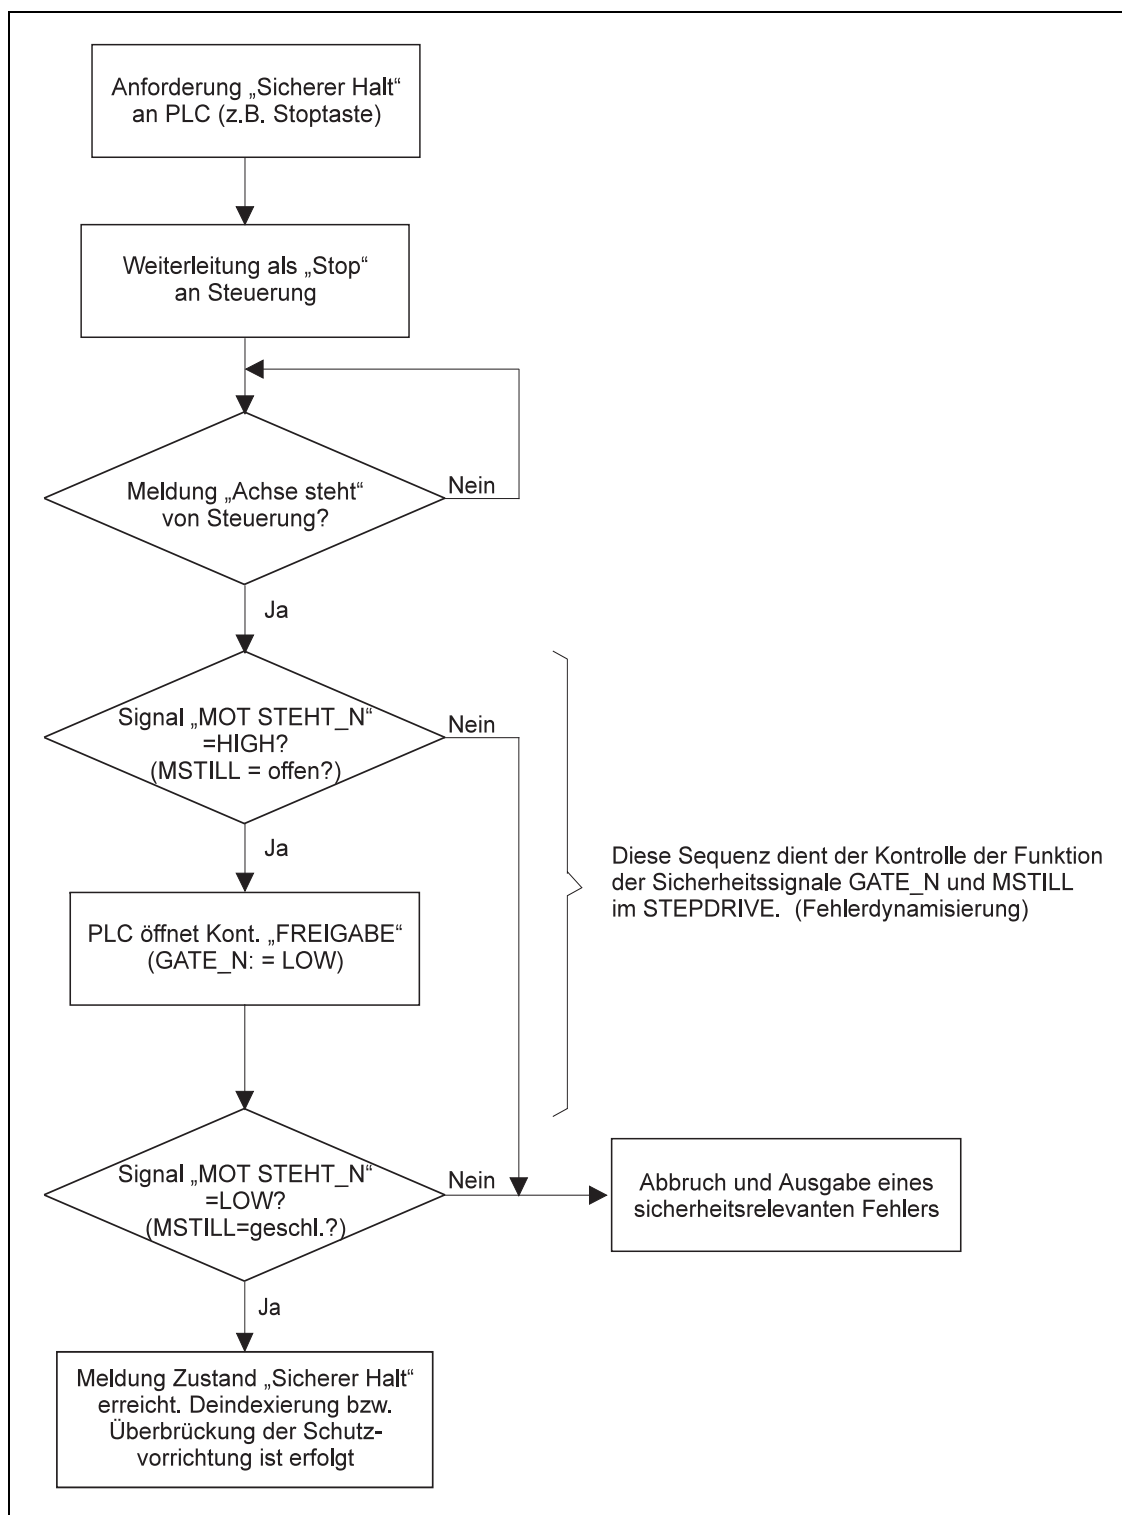 Anforderung „Sicherer Halt“
an PLC (z.B. Stoptaste)
Weiterleitung als „Stop“
an Steuerung
Meldung „Achse steht“
von Steuerung?
Nein
Ja
Signal „MOT STEHT_N“
=HIGH?
(MSTILL = offen?)
Nein
Ja
PLC öffnet Kont. „FREIGABE“
(GATE_N: = LOW)
Diese Sequenz dient der Kontrolle der Funktion
der Sicherheitssignale GATE_N und MSTILL
im STEPDRIVE. (Fehlerdynamisierung)
Signal „MOT STEHT_N“
=LOW?
(MSTILL=geschl.?)
Nein
Abbruch und Ausgabe eines
sicherheitsrelevanten Fehlers
Ja
Meldung Zustand „Sicherer Halt“
erreicht. Deindexierung bzw.
Überbrückung der Schutz-
vorrichtung ist erfolgt